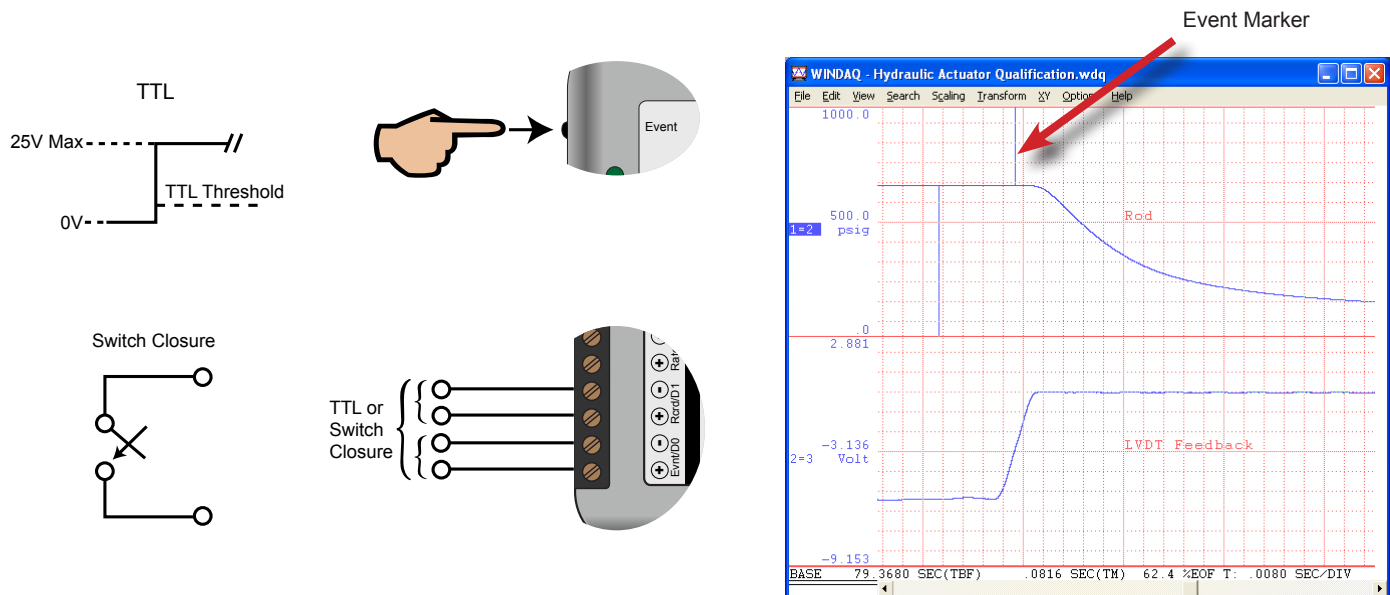 Event Marker
TTL
25V Max
TTL Threshold
0V
Event
Switch Closure
TTL or
Switch
Closure
Rcrd/D1
Evnt/D0
WINDAQ - Hydraulic Actuator Qualification.wdq
File Edit View Search Scaling Transform XY Options Help
1000.0
500.0
1=2 psig
Rod
.0
2.881
-3.136
2=3 Volt
LVDT Feedback
-9.153
BASE 79.3680 SEC(TBF) .0816 SEC(TM) 62.4 %EOF T: .0080 SEC/DIV